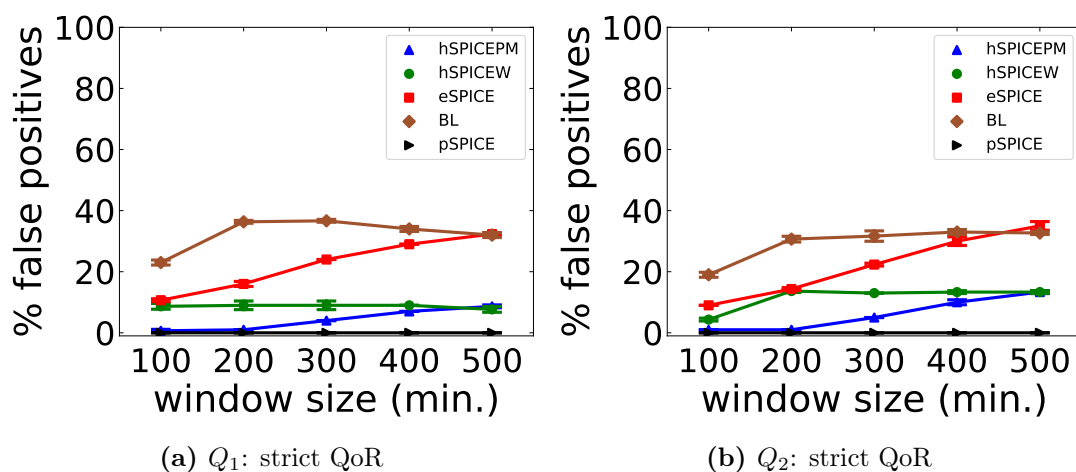 % false positives
100
80
60
40
20
0
hSPICEPM
hSPICEW
eSPICE
BL
pSPICE
100 200 300 400 500
window size (min.)
(a) Q1: strict QoR
% false positives
100
80
60
40
20
0
hSPICEPM
hSPICEW
eSPICE
BL
pSPICE
100 200 300 400 500
window size (min.)
(b) Q2: strict QoR